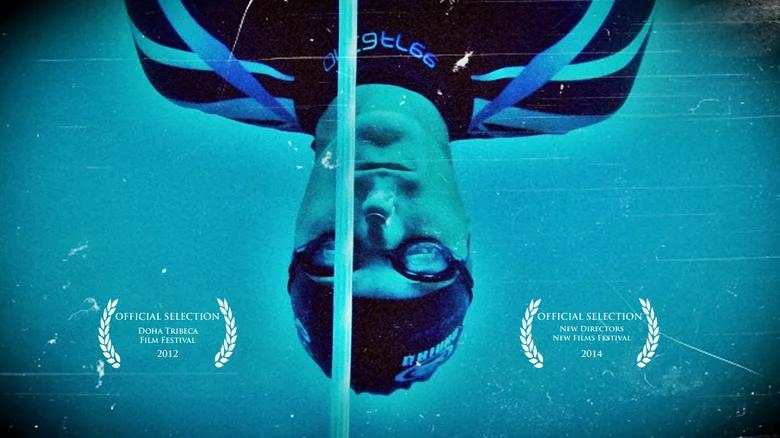 OFFICIAL SELECTION
DOHA TRIBECA
FILM FESTIVAL
2012
OFFICIAL SELECTION
NEW DIRECTORS
NEW FILMS FESTIVAL
2014